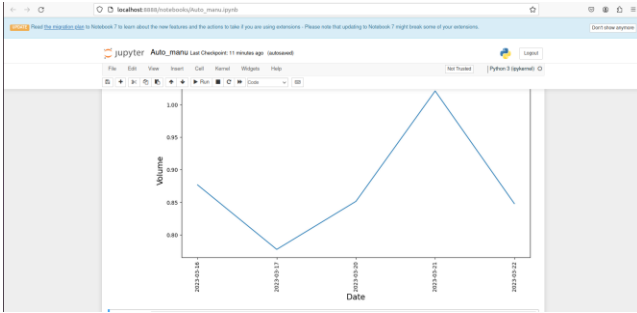 localhost:8888/notebooks/Auto_manu.ipynb
UPDATE Read the migration plan to Notebook 7 to learn about the new features and the actions to take if you are using extensions - Please note that updating to Notebook 7 might break some of your extensions. Don't show anymore
jupyter Auto_manu Last Checkpoint: 11 minutes ago (autosaved) Logout
File Edit View Insert Cell Kernel Widgets Help Not Trusted Python 3 (ipykernel)
Run Code
1.00
0.95
0.90
0.85
0.80
Volume
2023-03-16
2023-03-17
2023-03-20
2023-03-21
2023-03-22
Date